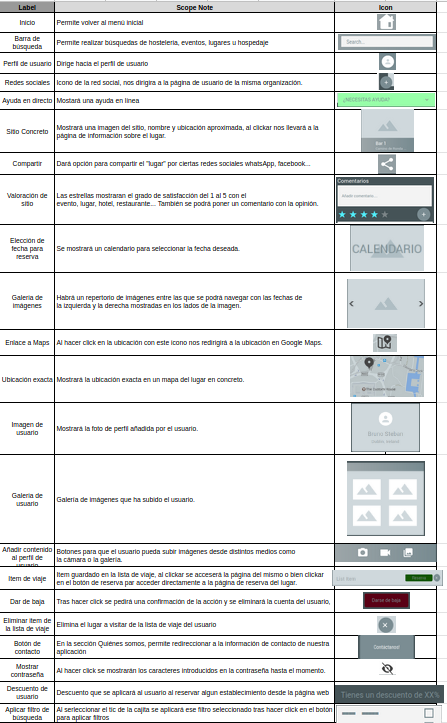 Label Scope Note Icon
Inicio Permite volver al menú inicial
Barra de
búsqueda
Permite realizar búsquedas de hosteleria, eventos, lugares u hospedaje
Search...
Perfil de usuario Dirige hacia el perfil de usuario
Redes sociales Icono de la red social, nos dirigira a la página de usuario de la misma organización.
Ayuda en directo Mostará una ayuda en línea
¿NECESITAS AYUDA?
Sitio Concreto
Mostrará una imagen del sitio, nombre y ubicación aproximada, al clickar nos llevará a la
página de información sobre el lugar.
Bar 1
Compartir Dará opción para compartir el "lugar" por ciertas redes sociales whatsApp, facebook...
Valoración de
sitio
Las estrellas mostraran el grado de satisfacción del 1 al 5 con el
evento, lugar, hotel, restaurante... También se podrá poner un comentario con la opinión.
Comentarios
Añadir comentario...
Elección de
fecha para
reserva
Se mostrará un calendario para seleccionar la fecha deseada.
CALENDARIO
Galeria de
imágenes
Habrá un repertorio de imágenes entre las que se podrá navegar con las fechas de
la izquierda y la derecha mostradas en los lados de la imagen.
Enlace a Maps Al hacer click en la ubicación con este icono nos redirigirá a la ubicación en Google Maps.
Ubicación exacta Mostrará la ubicación exacta en un mapa del lugar en concreto.
Imagen de
usuario
Mostrará la foto de perfil añadida por el usuario.
Galería de
usuario
Galería de imágenes que ha subido el usuario.
Añadir contenido
al perfil de
usuario
Botones para que el usuario pueda subir imágenes desde distintos medios como
la cámara o la galería.
Item de viaje
Item guardado en la lista de viaje, al clickar se accederá la página del mismo o bien clickar
en el botón de reserva par acceder directamente a la página de reserva del lugar.
Dar de baja Tras hacer click se pedirá una confirmación de la acción y se eliminará la cuenta del usuario,
Darse de baja
Eliminar item de
la lista de viaje
Elimina el lugar a visitar de la lista de viaje del usuario
Botón de
contacto
En la sección Quiénes somos, permite redireccionar a la información de contacto de nuestra
aplicación
Mostrar
contraseña
Al hacer click se mostrarán los caracteres introducidos en la contraseña hasta el momento.
Descuento de
usuario
Descuento que se aplicará al usuario al reservar algun establecimiento desde la página web
Tienes un descuento de XX%
Aplicar filtro de
búsqueda
Al serleccionar el tic de la cajita se aplicará ese filtro seleccionado tras hacer click en el botón
para aplicar filtros